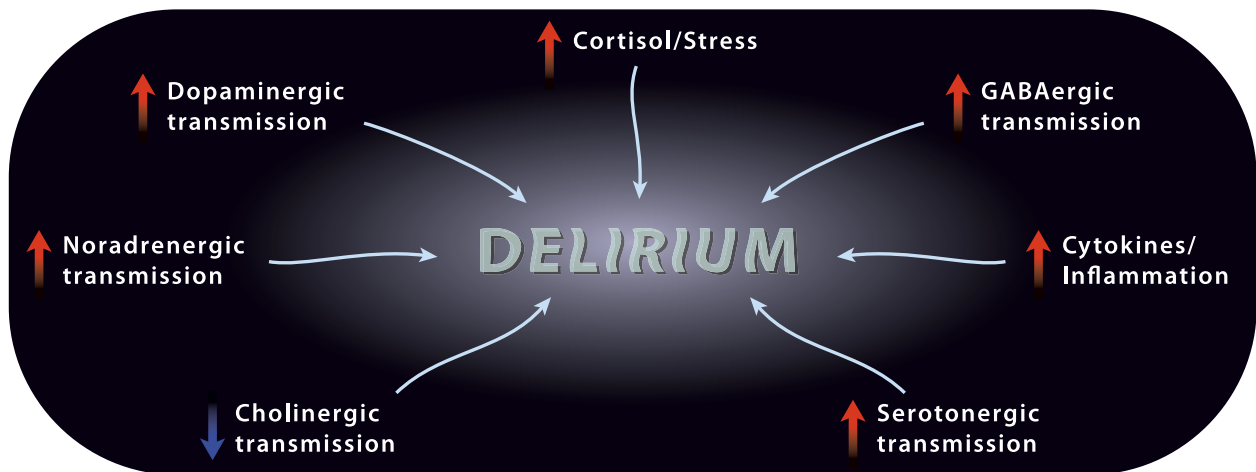 Cortisol/Stress
Dopaminergic
transmission
GABAergic
transmission
Noradrenergic
transmission
DELIRIUM
Cytokines/
Inflammation
Cholinergic
transmission
Serotonergic
transmission